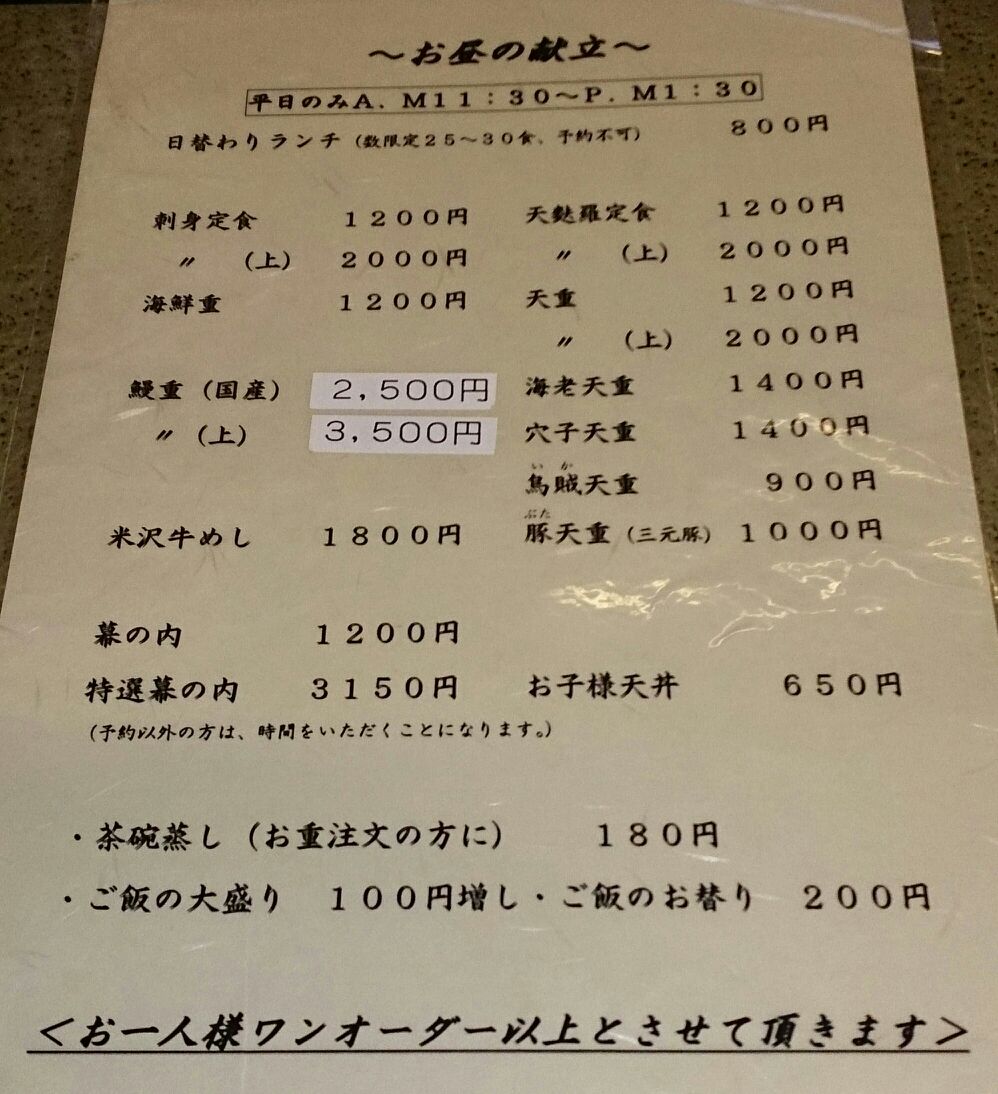 ～お昼の献立～
平日のみA．M11：30～P．M1：30
日替わりランチ（数限定25～30食、予約不可） 800円
刺身定食 1200円 天麩羅定食 1200円
〃 （上） 2000円 〃 （上） 2000円
海鮮重 1200円 天重 1200円
〃 （上） 2000円
鰻重（国産） 2,500円 海老天重 1400円
〃（上） 3,500円 穴子天重 1400円
いか
烏賊天重 900円
ぶた
米沢牛めし 1800円 豚天重（三元豚） 1000円
幕の内 1200円
特選幕の内 3150円 お子様天丼 650円
（予約以外の方は、時間をいただくことになります。）
・茶碗蒸し（お重注文の方に） 180円
・ご飯の大盛り 100円増し・ご飯のお替り 200円
＜お一人様ワンオーダー以上とさせて頂きます＞